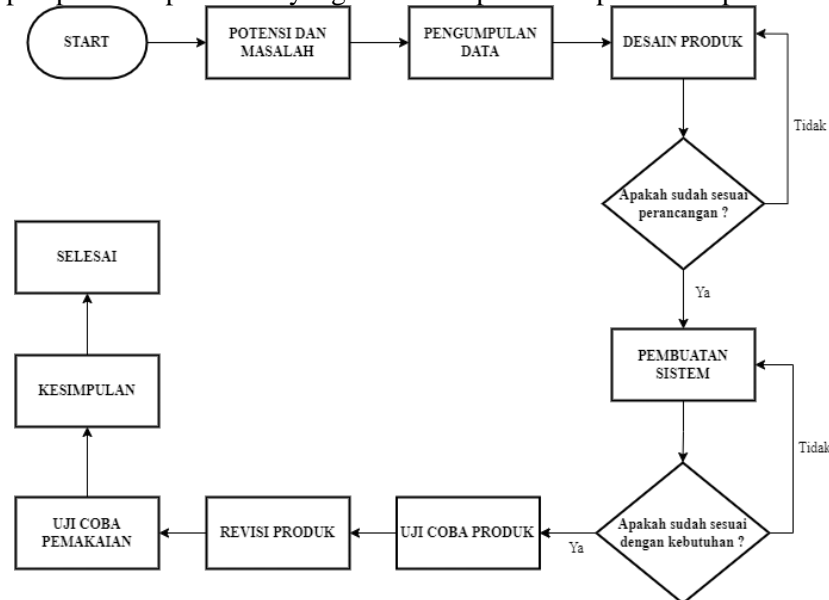 START
POTENSI DAN
MASALAH
PENGUMPULAN
DATA
DESAIN PRODUK
Tidak
Apakah sudah sesuai
perancangan ?
Ya
SELESAI
PEMBUATAN
SISTEM
KESIMPULAN
Tidak
UJI COBA
PEMAKAIAN
REVISI PRODUK
UJI COBA PRODUK
Ya
Apakah sudah sesuai
dengan kebutuhan ?